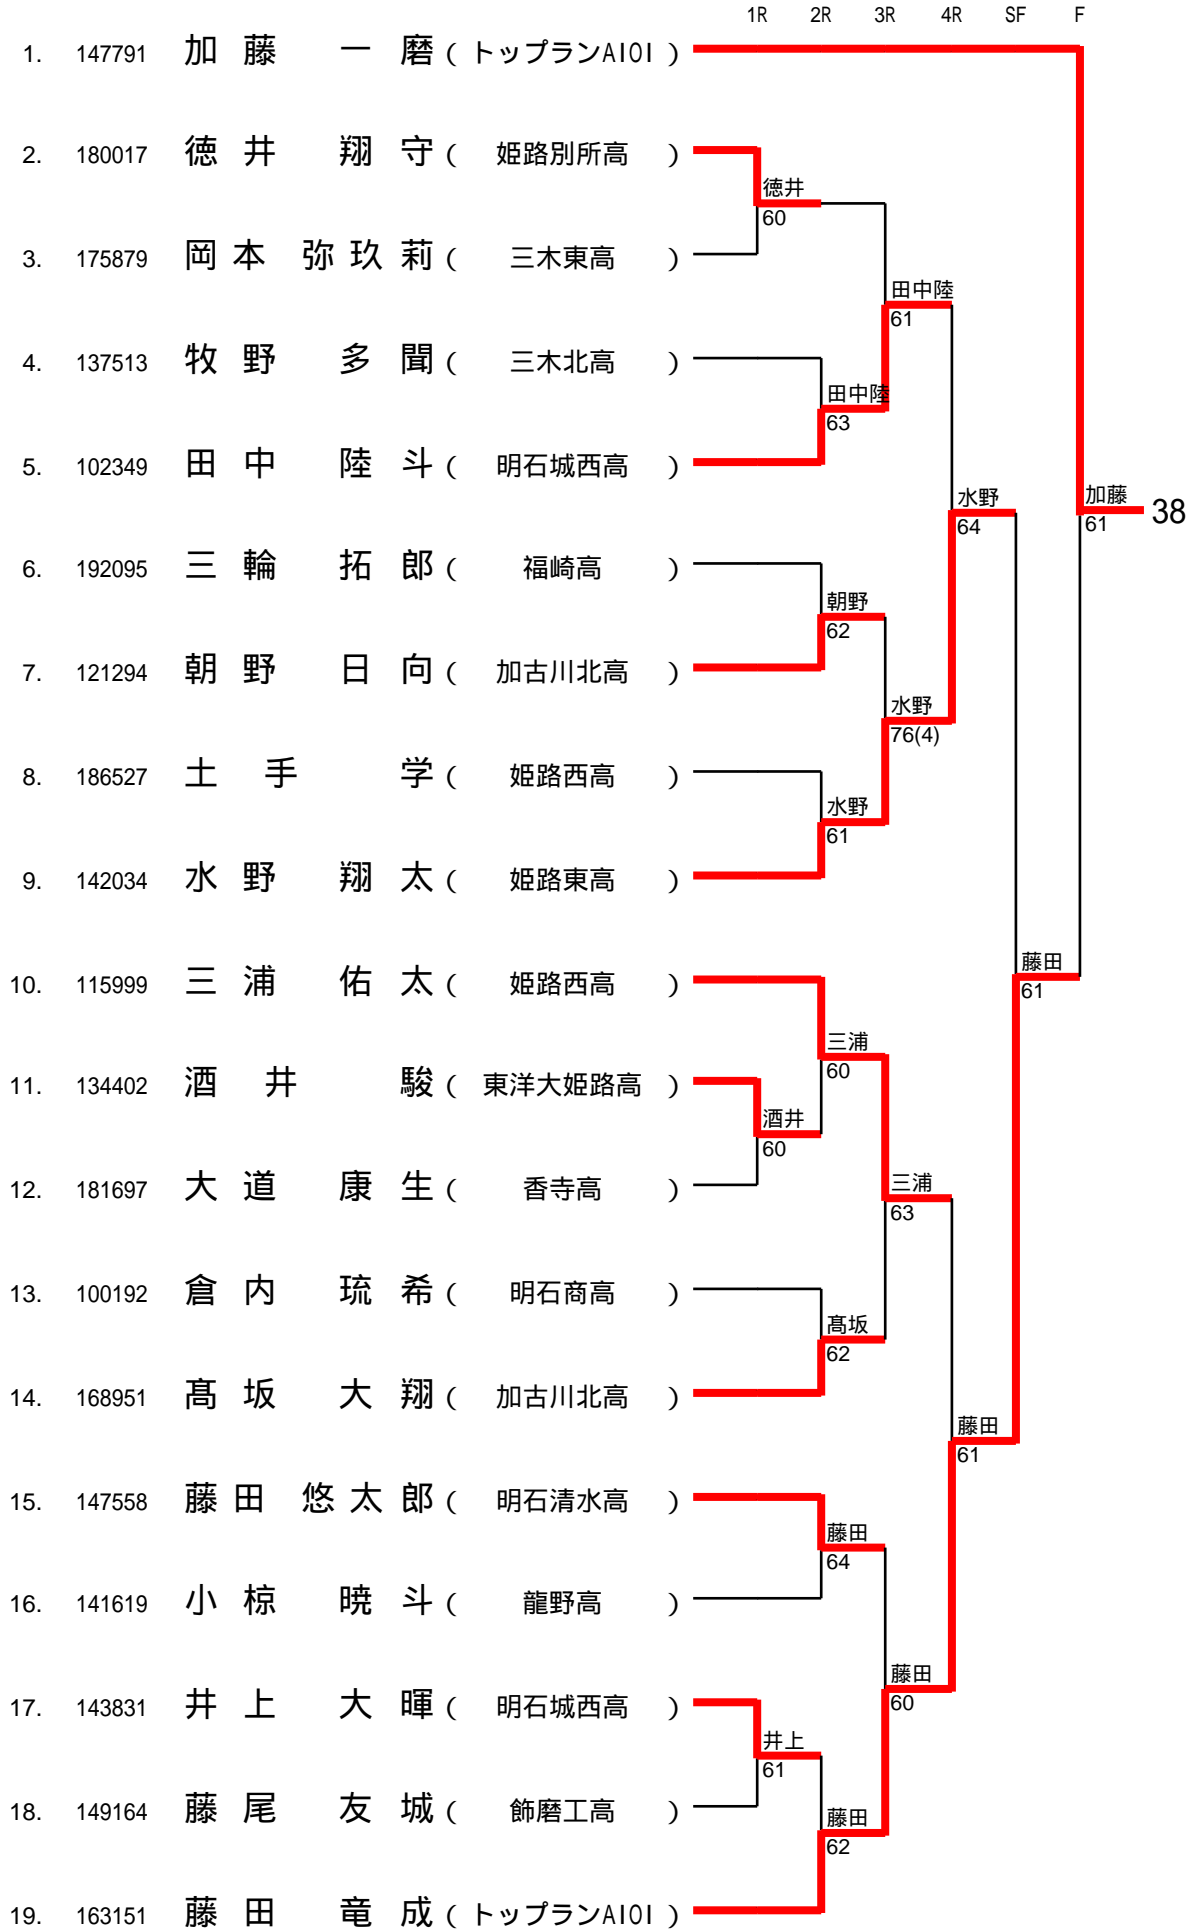 1R 2R 3R 4R SF F
1. 147791 加藤 一磨 ( トップランAIOI )
2. 180017 徳井 翔守 ( 姫路別所高 )
徳井
60
3. 175879 岡本 弥玖莉 ( 三木東高 )
田中陸
61
4. 137513 牧野 多聞 ( 三木北高 )
田中陸
63
5. 102349 田中 陸斗 ( 明石城西高 )
水野
64
加藤
61
38
6. 192095 三輪 拓郎 ( 福崎高 )
朝野
62
7. 121294 朝野 日向 ( 加古川北高 )
水野
76(4)
8. 186527 土手 学 ( 姫路西高 )
水野
61
9. 142034 水野 翔太 ( 姫路東高 )
藤田
61
10. 115999 三浦 佑太 ( 姫路西高 )
三浦
60
11. 134402 酒井 駿 ( 東洋大姫路高 )
酒井
60
12. 181697 大道 康生 ( 香寺高 )
三浦
63
13. 100192 倉内 琉希 ( 明石商高 )
髙坂
62
14. 168951 髙坂 大翔 ( 加古川北高 )
藤田
61
15. 147558 藤田 悠太郎 ( 明石清水高 )
藤田
64
16. 141619 小椋 暁斗 ( 龍野高 )
藤田
60
17. 143831 井上 大暉 ( 明石城西高 )
井上
61
18. 149164 藤尾 友城 ( 飾磨工高 )
藤田
62
19. 163151 藤田 竜成 ( トップランAIOI )